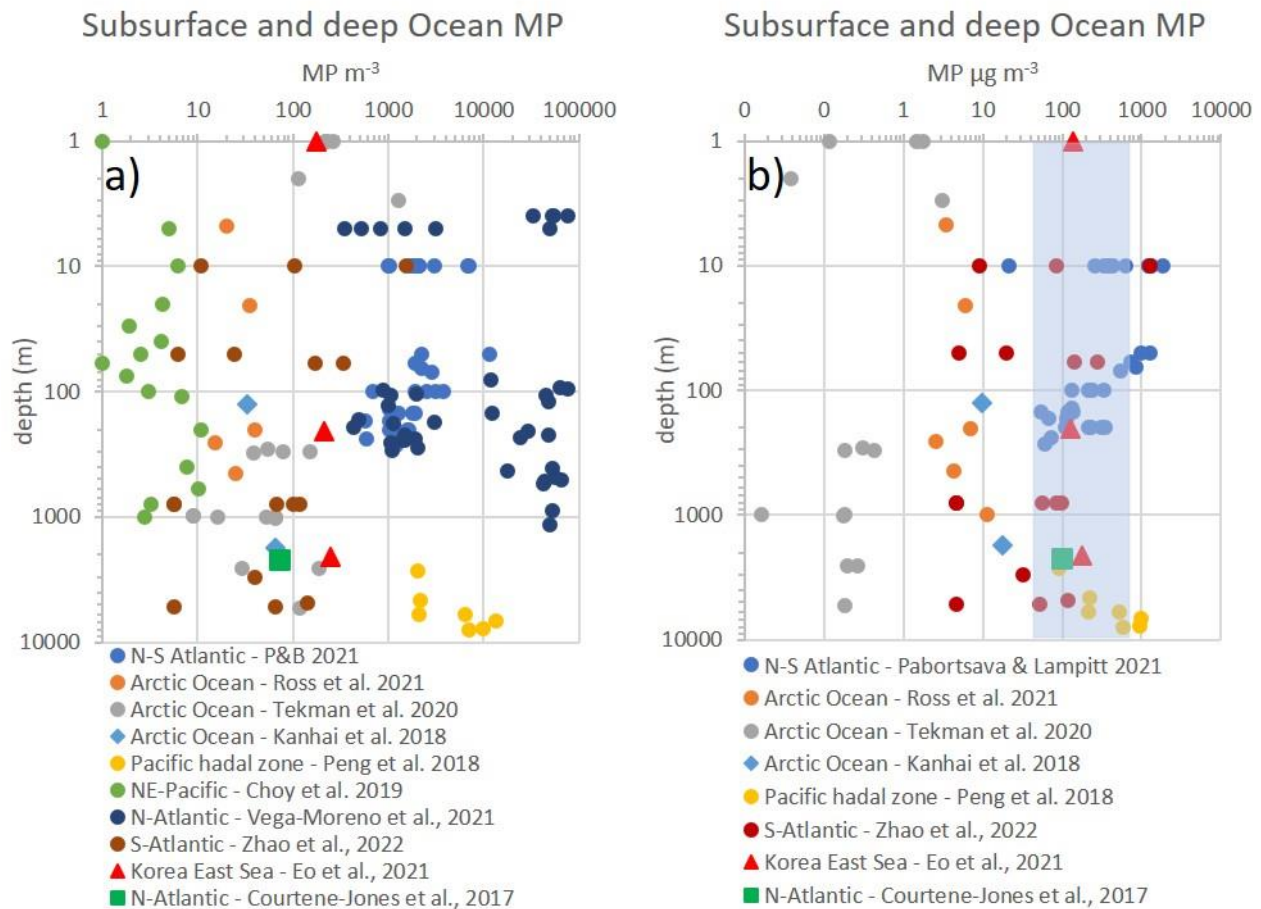 Subsurface and deep Ocean MP
MP m-3
1 10 100 1000 10000 100000
1
10
100
1000
10000
depth (m)
a)
N-S Atlantic - P&B 2021
Arctic Ocean - Ross et al. 2021
Arctic Ocean - Tekman et al. 2020
Arctic Ocean - Kanhai et al. 2018
Pacific hadal zone - Peng et al. 2018
NE-Pacific - Choy et al. 2019
N-Atlantic - Vega-Moreno et al., 2021
S-Atlantic - Zhao et al., 2022
Korea East Sea - Eo et al., 2021
N-Atlantic - Courtene-Jones et al., 2017
Subsurface and deep Ocean MP
MP µg m-3
0 0 1 10 100 1000 10000
1
10
100
1000
10000
depth (m)
b)
N-S Atlantic - Pabortsava & Lampitt 2021
Arctic Ocean - Ross et al. 2021
Arctic Ocean - Tekman et al. 2020
Arctic Ocean - Kanhai et al. 2018
Pacific hadal zone - Peng et al. 2018
S-Atlantic - Zhao et al., 2022
Korea East Sea - Eo et al., 2021
N-Atlantic - Courtene-Jones et al., 2017